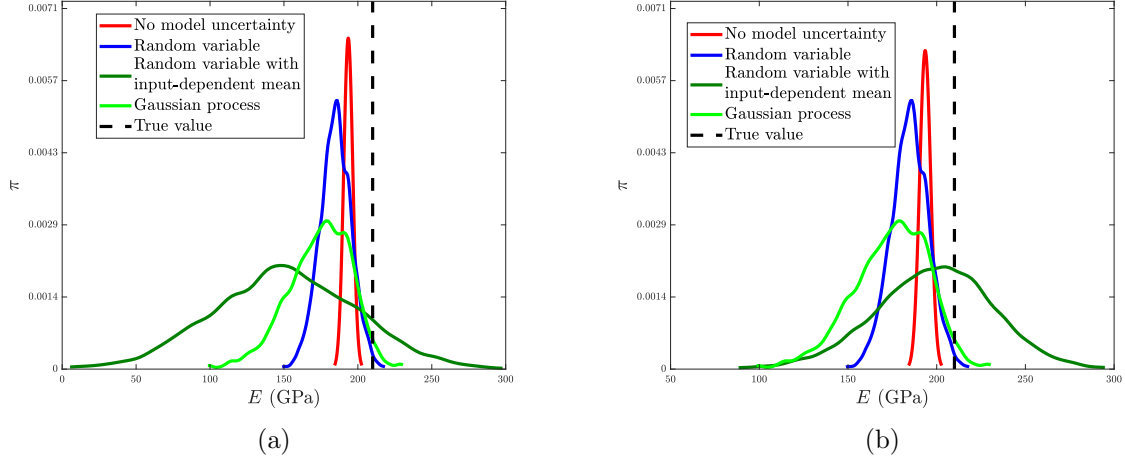 0.0071
0.0057
0.0043
0.0029
0.0014
0
π
No model uncertainty
Random variable
Random variable with
input-dependent mean
Gaussian process
True value
0 50 100 150 200 250 300
E (GPa)
(a)
0.0071
0.0057
0.0043
0.0029
0.0014
0
π
No model uncertainty
Random variable
Random variable with
input-dependent mean
Gaussian process
True value
50 100 150 200 250 300
E (GPa)
(b)